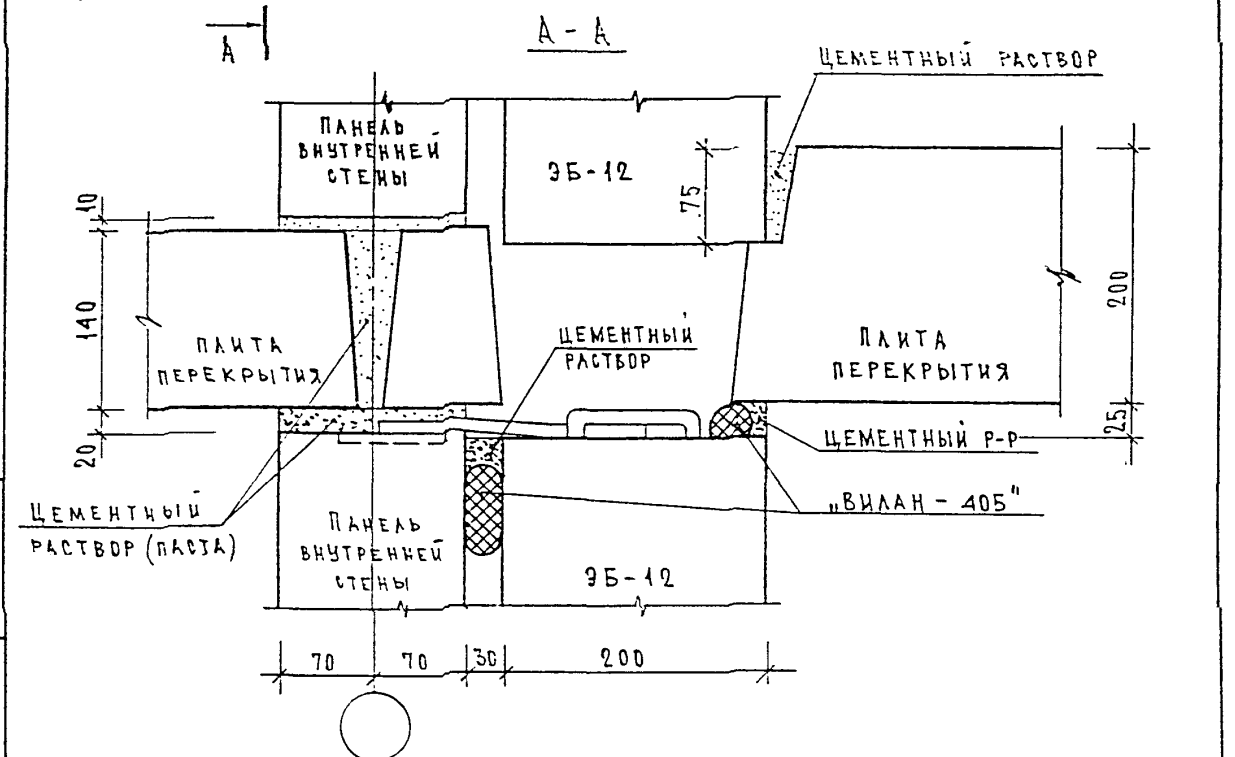 А
А - А
ЦЕМЕНТНЫЙ РАСТВОР
ПАНЕЛЬ
ВНУТРЕННЕЙ
СТЕНЫ
ЭБ-12
75
10
140
20
200
25
ПЛИТА
ПЕРЕКРЫТИЯ
ЦЕМЕНТНЫЙ
РАСТВОР
ПЛИТА
ПЕРЕКРЫТИЯ
ЦЕМЕНТНЫЙ Р-Р
„ВИЛАН - 405"
ЦЕМЕНТНЫЙ
РАСТВОР (ПАСТА)
ПАНЕЛЬ
ВНУТРЕННЕЙ
СТЕНЫ
ЭБ-12
70 70 30 200